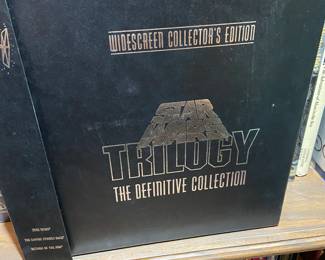 WIDESCREEN COLLECTOR'S EDITION
STAR
WARS
TRILOGY
THE DEFINITIVE COLLECTION
STAR WARS
THE EMPIRE STRIKES BACK
RETURN OF THE JEDI